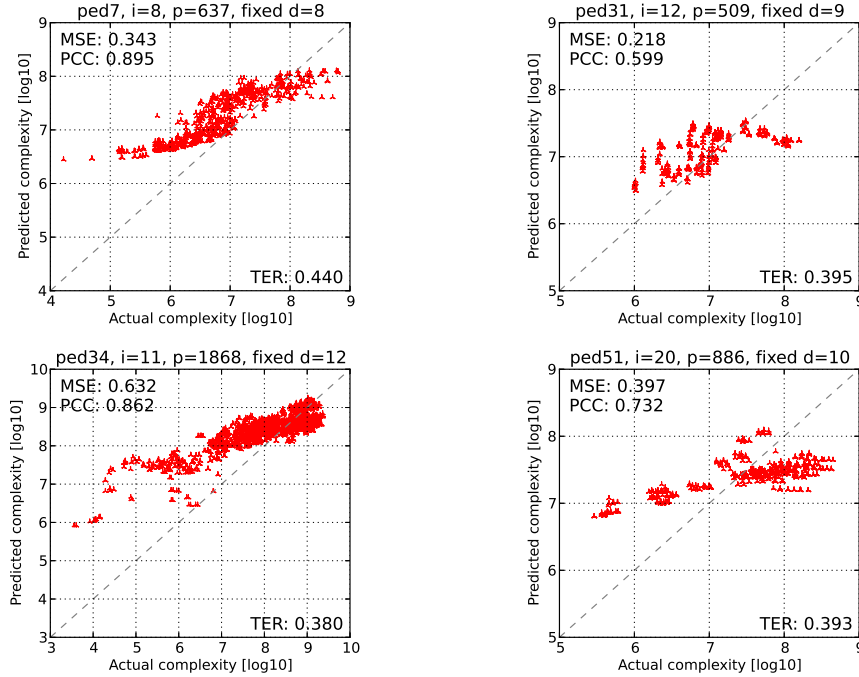 ped7, i=8, p=637, fixed d=8
MSE: 0.343
PCC: 0.895
TER: 0.440
9
8
7
6
5
4
4 5 6 7 8 9
Predicted complexity [log10]
Actual complexity [log10]
ped31, i=12, p=509, fixed d=9
MSE: 0.218
PCC: 0.599
TER: 0.395
9
8
7
6
5
5 6 7 8 9
Predicted complexity [log10]
Actual complexity [log10]
ped34, i=11, p=1868, fixed d=12
MSE: 0.632
PCC: 0.862
TER: 0.380
10
9
8
7
6
5
4
3
3 4 5 6 7 8 9 10
Predicted complexity [log10]
Actual complexity [log10]
ped51, i=20, p=886, fixed d=10
MSE: 0.397
PCC: 0.732
TER: 0.393
9
8
7
6
5
5 6 7 8 9
Predicted complexity [log10]
Actual complexity [log10]